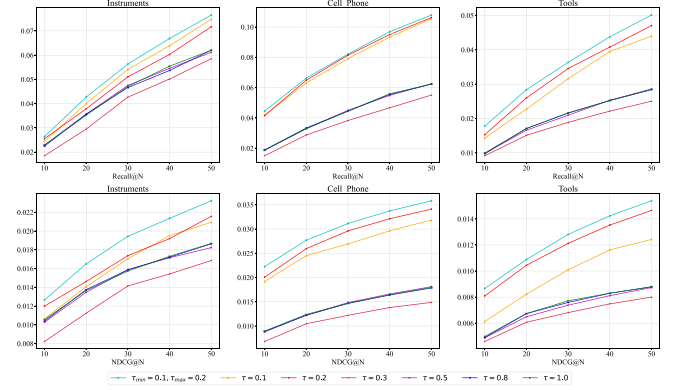 Instruments
Cell Phone
Tools
0.07
0.06
0.05
0.04
0.03
0.02
10 20 30 40 50
Recall@N
0.10
0.08
0.06
0.04
0.02
10 20 30 40 50
Recall@N
0.05
0.04
0.03
0.02
0.01
10 20 30 40 50
Recall@N
Instruments
Cell Phone
Tools
0.022
0.020
0.018
0.016
0.014
0.012
0.010
0.008
10 20 30 40 50
NDCG@N
0.035
0.030
0.025
0.020
0.015
0.010
10 20 30 40 50
NDCG@N
0.014
0.012
0.010
0.008
0.006
10 20 30 40 50
NDCG@N
τmin = 0.1, τmax = 0.2 τ = 0.1 τ = 0.2 τ = 0.3 τ = 0.5 τ = 0.8 τ = 1.0